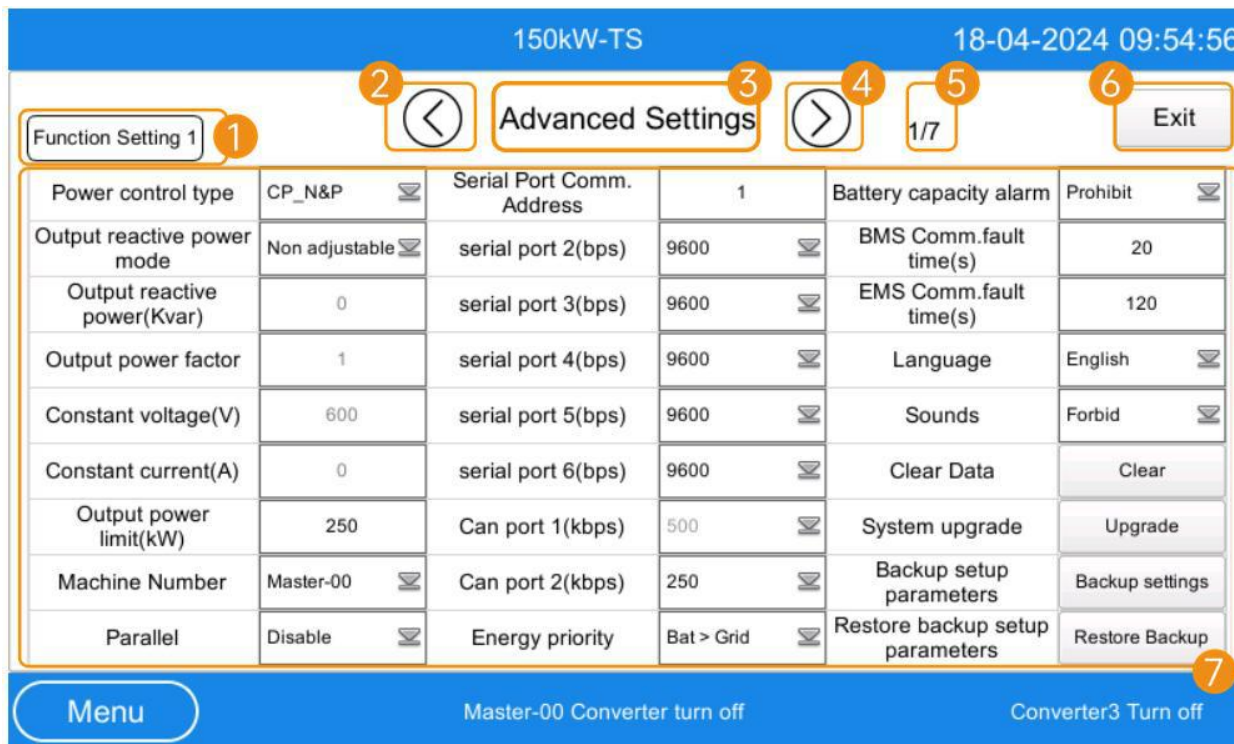 150kW-TS
18-04-2024 09:54:56
2
3
4
5
6
Function Setting 1
1
Advanced Settings
1/7
Exit
Power control type
CP_N&P
Serial Port Comm.
Address
1
Battery capacity alarm
Prohibit
Output reactive power
mode
Non adjustable
serial port 2(bps)
9600
BMS Comm.fault
time(s)
20
Output reactive
power(Kvar)
0
serial port 3(bps)
9600
EMS Comm.fault
time(s)
120
Output power factor
1
serial port 4(bps)
9600
Language
English
Constant voltage(V)
600
serial port 5(bps)
9600
Sounds
Forbid
Constant current(A)
0
serial port 6(bps)
9600
Clear Data
Clear
Output power
limit(kW)
250
Can port 1(kbps)
500
System upgrade
Upgrade
Machine Number
Master-00
Can port 2(kbps)
250
Backup setup
parameters
Backup settings
Parallel
Disable
Energy priority
Bat > Grid
Restore backup setup
parameters
Restore Backup
7
Menu
Master-00 Converter turn off
Converter3 Turn off